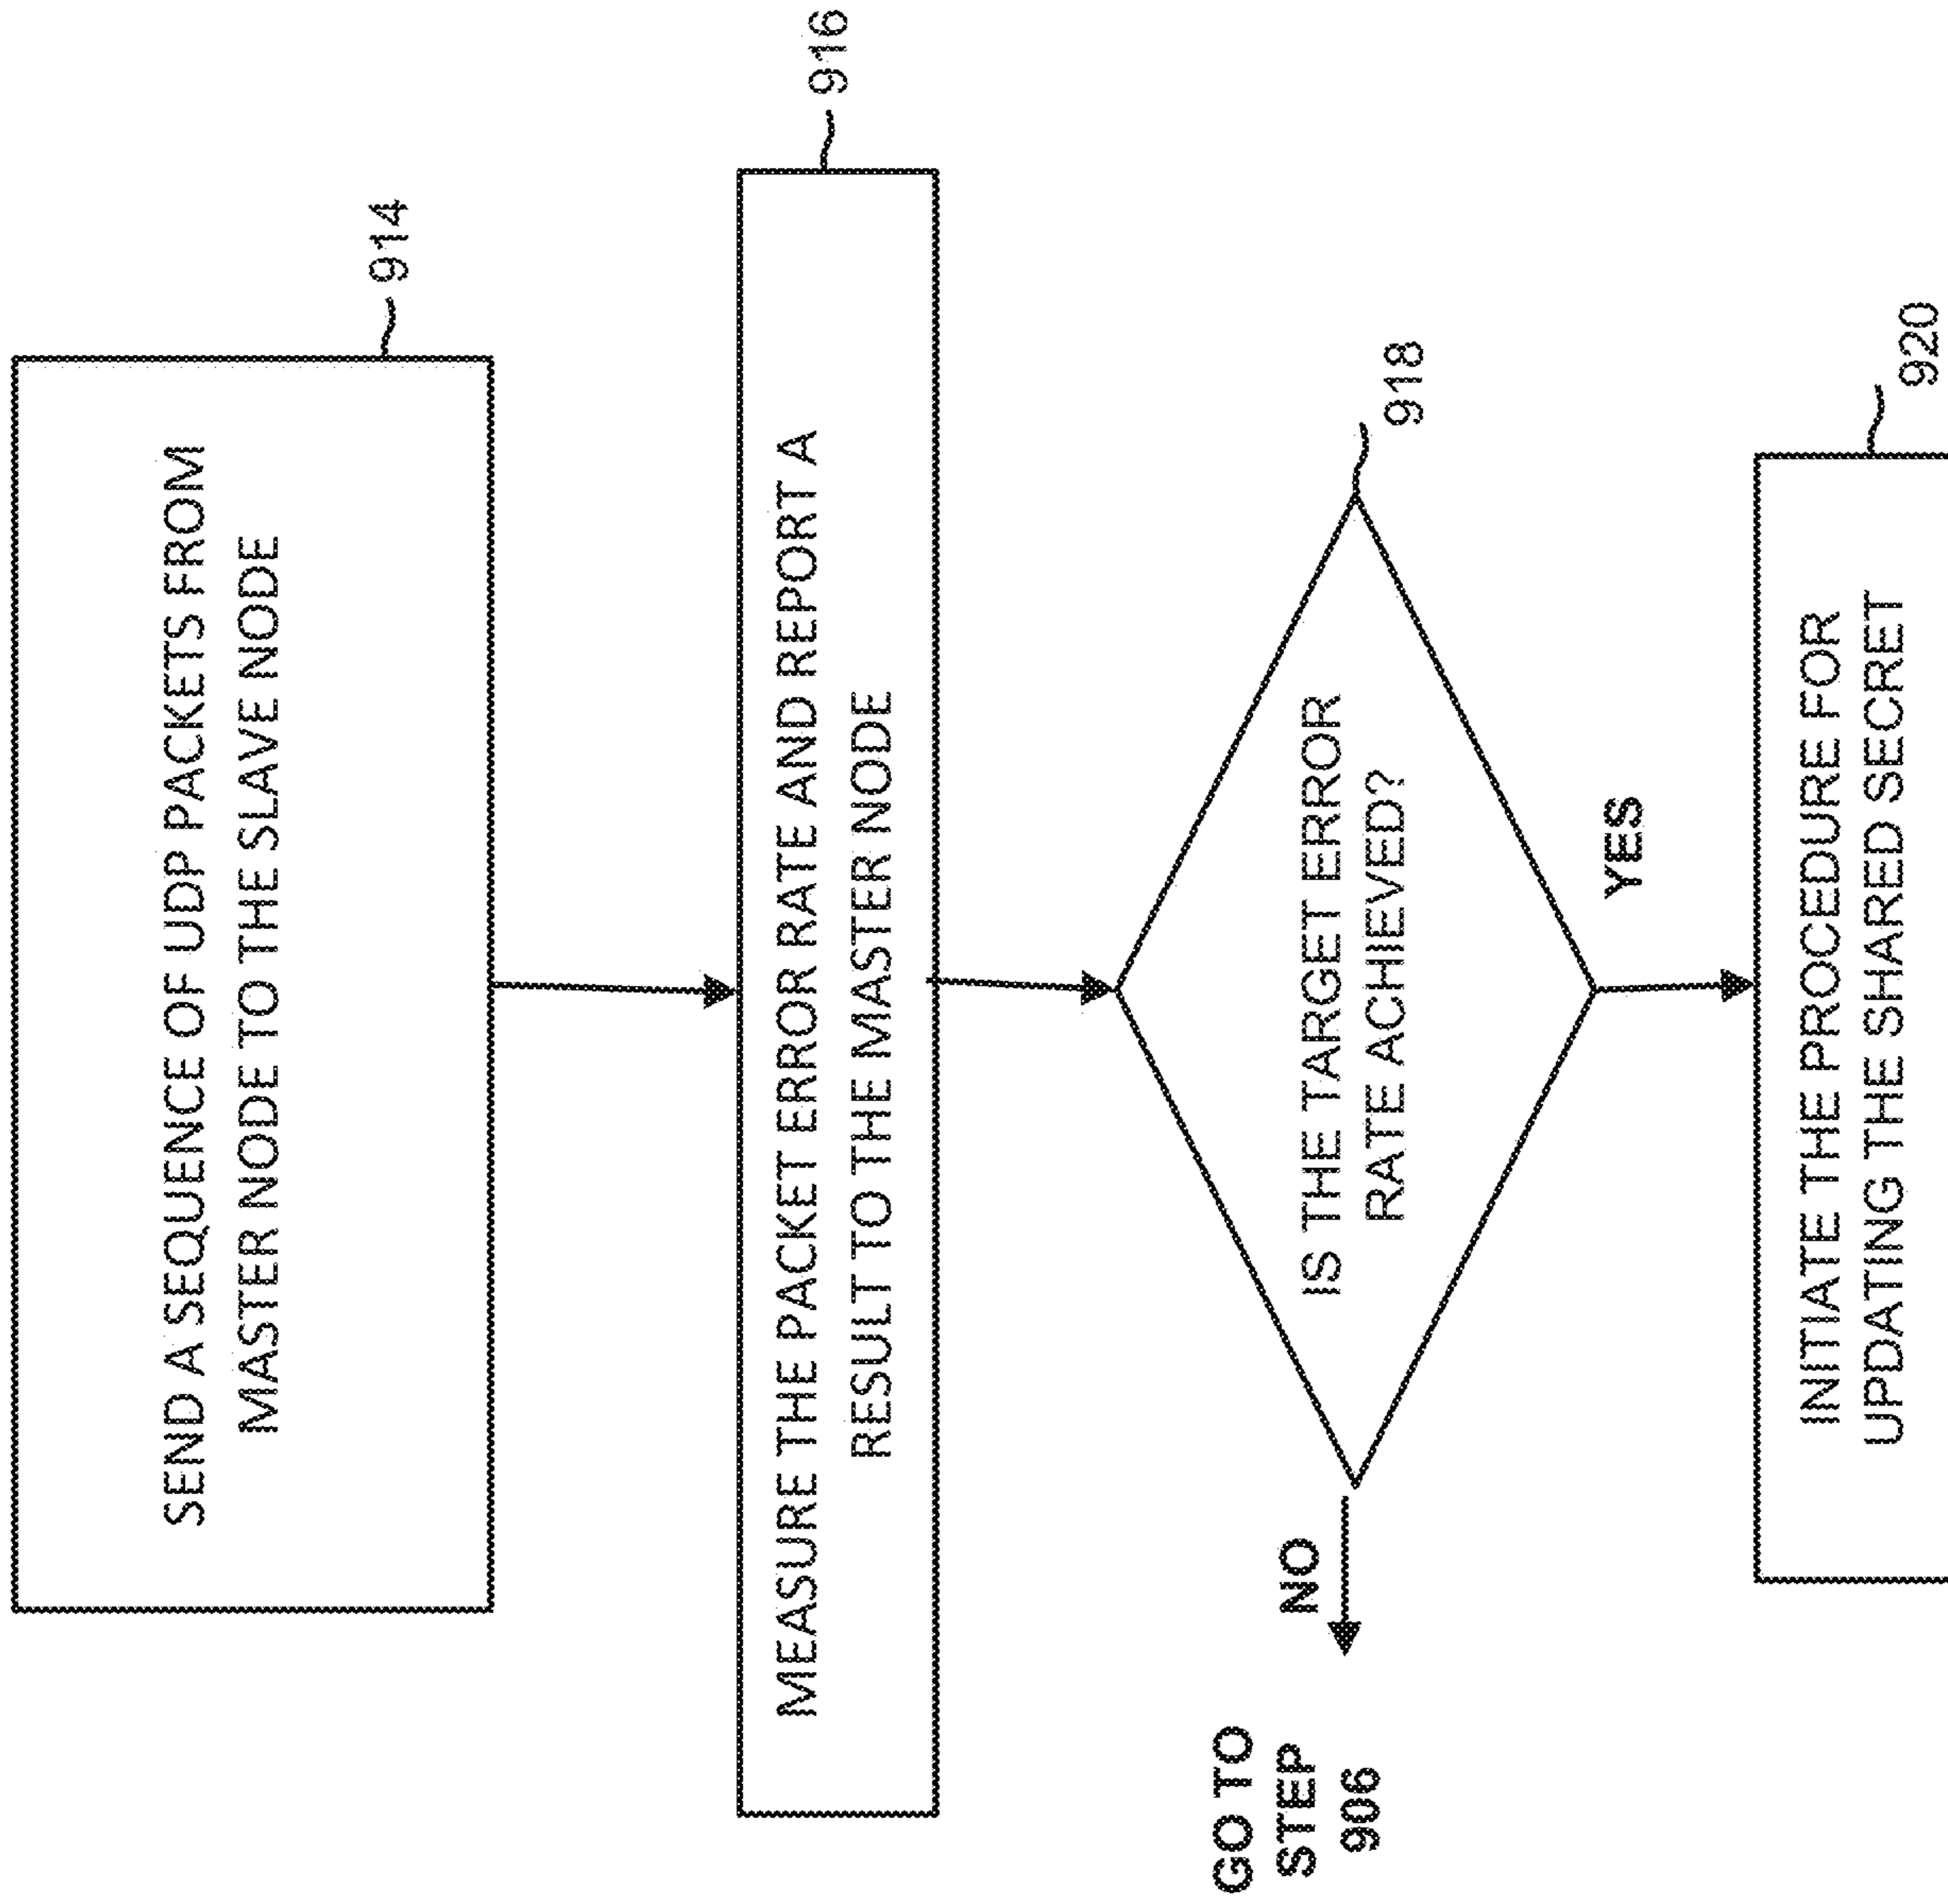 SEND A SEQUENCE OF UDP PACKETS FROM
MASTER NODE TO THE SLAVE NODE
914
MEASURE THE PACKET ERROR RATE AND REPORT A
RESULT TO THE MASTER NODE
916
IS THE TARGET ERROR
RATE ACHIEVED?
918
NO
GO TO
STEP
906
YES
INITIATE THE PROCEDURE FOR
UPDATING THE SHARED SECRET
920